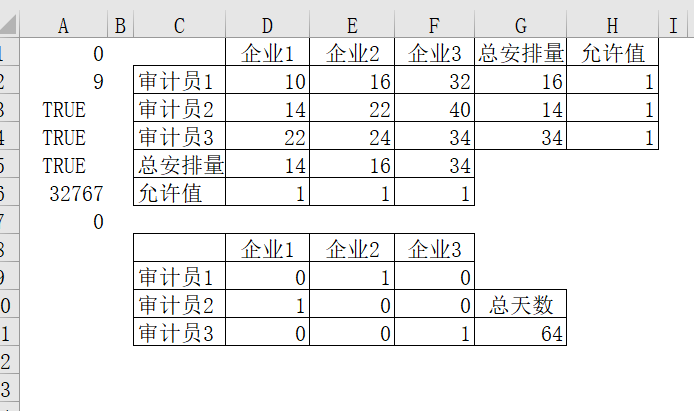 A B C D E F G H I
1 0 企业1 企业2 企业3 总安排量 允许值
2 9 审计员1 10 16 32 16 1
3 TRUE 审计员2 14 22 40 14 1
4 TRUE 审计员3 22 24 34 34 1
5 TRUE 总安排量 14 16 34
6 32767 允许值 1 1 1
7 0
8 企业1 企业2 企业3
9 审计员1 0 1 0
0 审计员2 1 0 0 总天数
1 审计员3 0 0 1 64
2
3